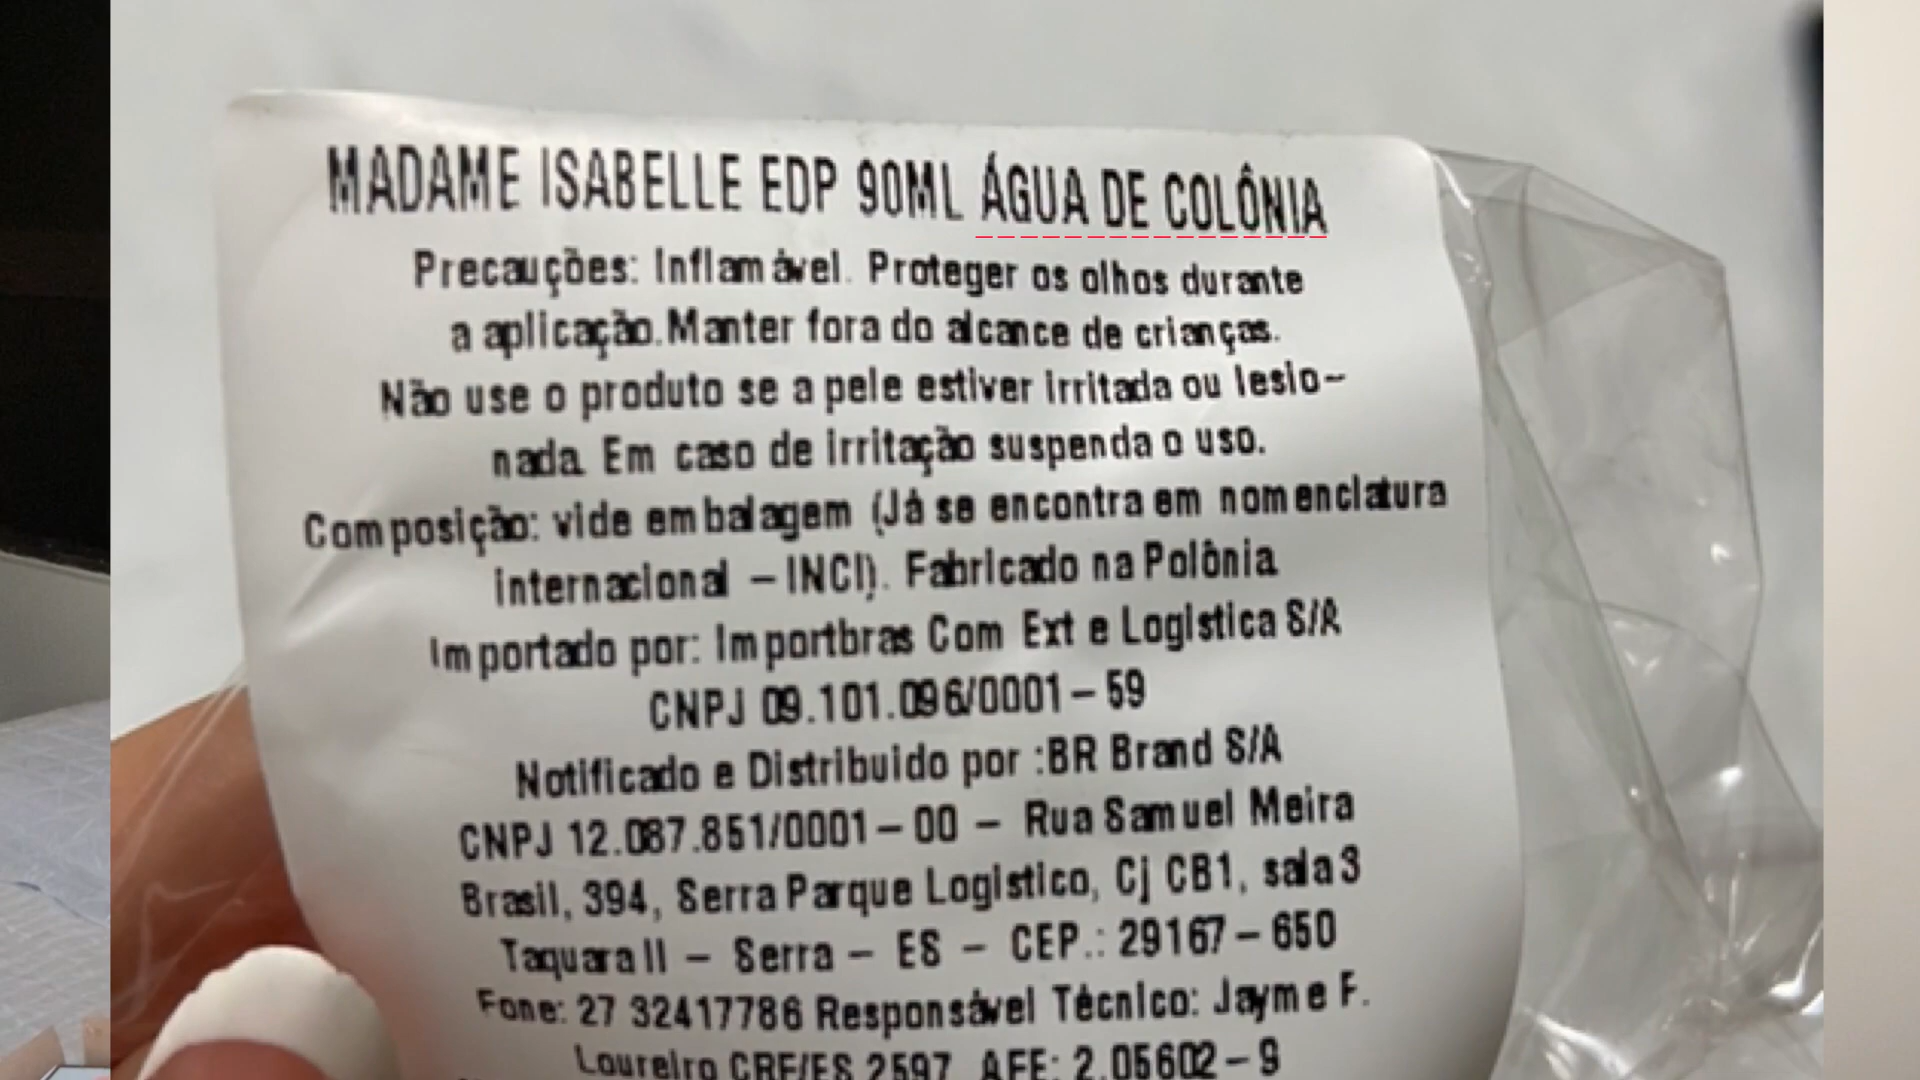 MADAME ISABELLE EDP 90ML ÁGUA DE COLÔNIA
Precauções: Inflamável. Proteger os olhos durante
a aplicação.Manter fora do alcance de crianças.
Não use o produto se a pele estiver irritada ou lesio-
nada. Em caso de irritação suspenda o uso.
Composição: vide embalagem (Já se encontra em nomenclatura
internacional - INCI). Fabricado na Polônia
Importado por: Importbras Com Ext e Logistica S/A
CNPJ 09.101.096/0001-59
Notificado e Distribuido por :BR Brand S/A
CNPJ 12.087.851/0001-00 - Rua Samuel Meira
Brasil, 394, Serra Parque Logistico, Cj CB1, sala 3
Taquara II - Serra - ES - CEP.: 29167-650
Fone: 27 32417786 Responsável Técnico: Jayme F.
Loureiro CRF/ES 2597 AFE: 2.05602-9